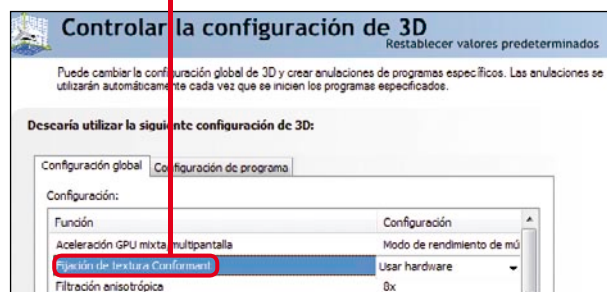 Controlar la configuración de 3D
Restablecer valores predeterminados
Puede cambiar la configuración global de 3D y crear anulaciones de programas específicos. Las anulaciones se
utilizarán automáticamente cada vez que se inicien los programas especificados.
Desearía utilizar la siguiente configuración de 3D:
Configuración global
Configuración de programa
Configuración:
Función
Configuración
Aceleración GPU mixta/multipantalla
Modo de rendimiento de mú
Fijación de textura Conformant
Usar hardware
Filtración anisotrópica
8x